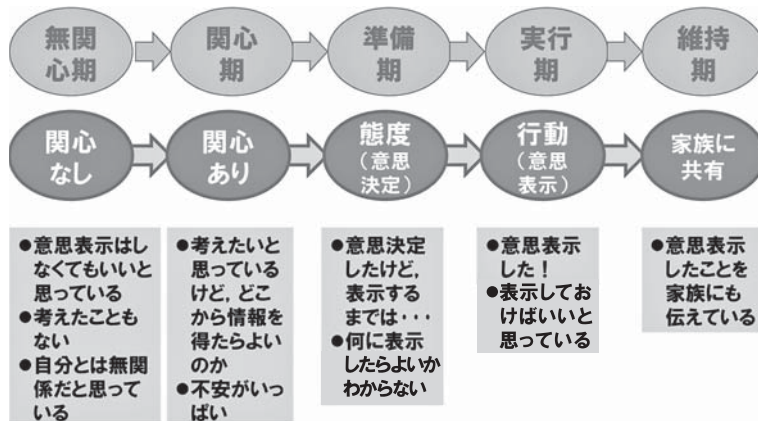 無関
心期
関心
期
準備
期
実行
期
維持
期
関心
なし
関心
あり
態度
（意思
決定）
行動
（意思
表示）
家族に
共有
●意思表示はし
なくてもいいと
思っている
●考えたことも
ない
●自分とは無関
係だと思って
いる
●考えたいと
思っている
けど，どこ
から情報を
得たらよい
のか
●不安がいっ
ぱい
●意思決定
したけど，
表示する
までは・・・
●何に表示
したらよいか
わからない
●意思表示
した！
●表示してお
けばいいと
思っている
●意思表示
したことを
家族にも
伝えている